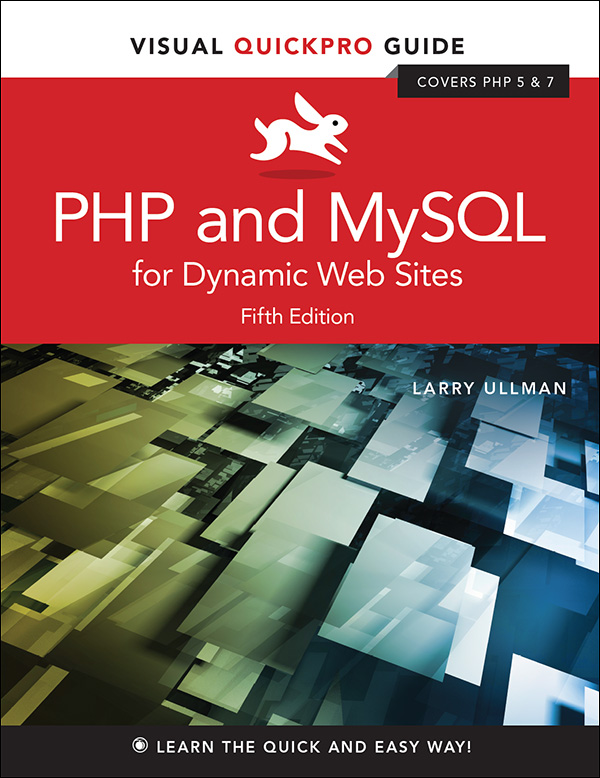 VISUAL QUICKPRO GUIDE
COVERS PHP 5 & 7
PHP and MySQL
for Dynamic Web Sites
Fifth Edition
LARRY ULLMAN
LEARN THE QUICK AND EASY WAY!